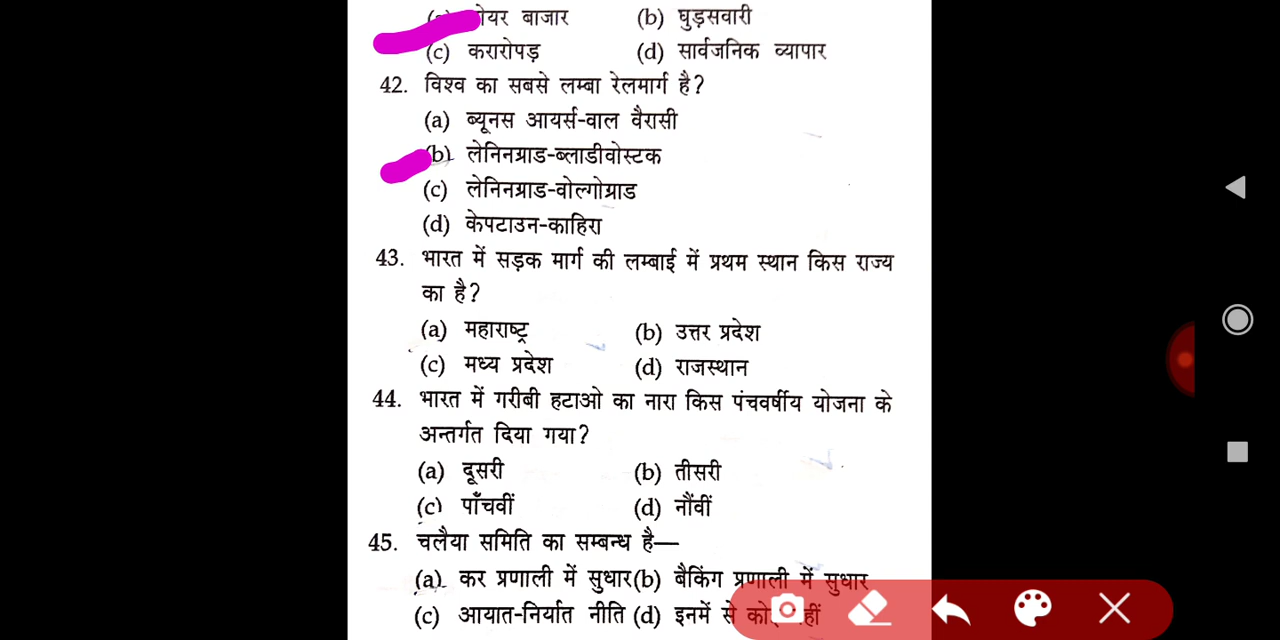 बाजार (b) घुड़सवारी
(c) करारोपड़ (d) सार्वजनिक व्यापार
42. विश्व का सबसे लम्बा रेलमार्ग है?
(a) ब्यूनस आयर्स-वाल वैरासी
(b) लेनिनग्राड-ब्लाडीवोस्टक
(c) लेनिनग्राड-वोल्गोग्राड
(d) केपटाउन-काहिरा
43. भारत में सड़क मार्ग की लम्बाई में प्रथम स्थान किस राज्य
का है?
(a) महाराष्ट्र (b) उत्तर प्रदेश
(c) मध्य प्रदेश (d) राजस्थान
44. भारत में गरीबी हटाओ का नारा किस पंचवर्षीय योजना के
अन्तर्गत दिया गया?
(a) दूसरी (b) तीसरी
(c) पाँचवीं (d) नौंवीं
45. चलैया समिति का सम्बन्ध है—
(a) कर प्रणाली में सुधार (b) बैकिंग प्रणाली में सुधार
(c) आयात-निर्यात नीति (d) इनमें से